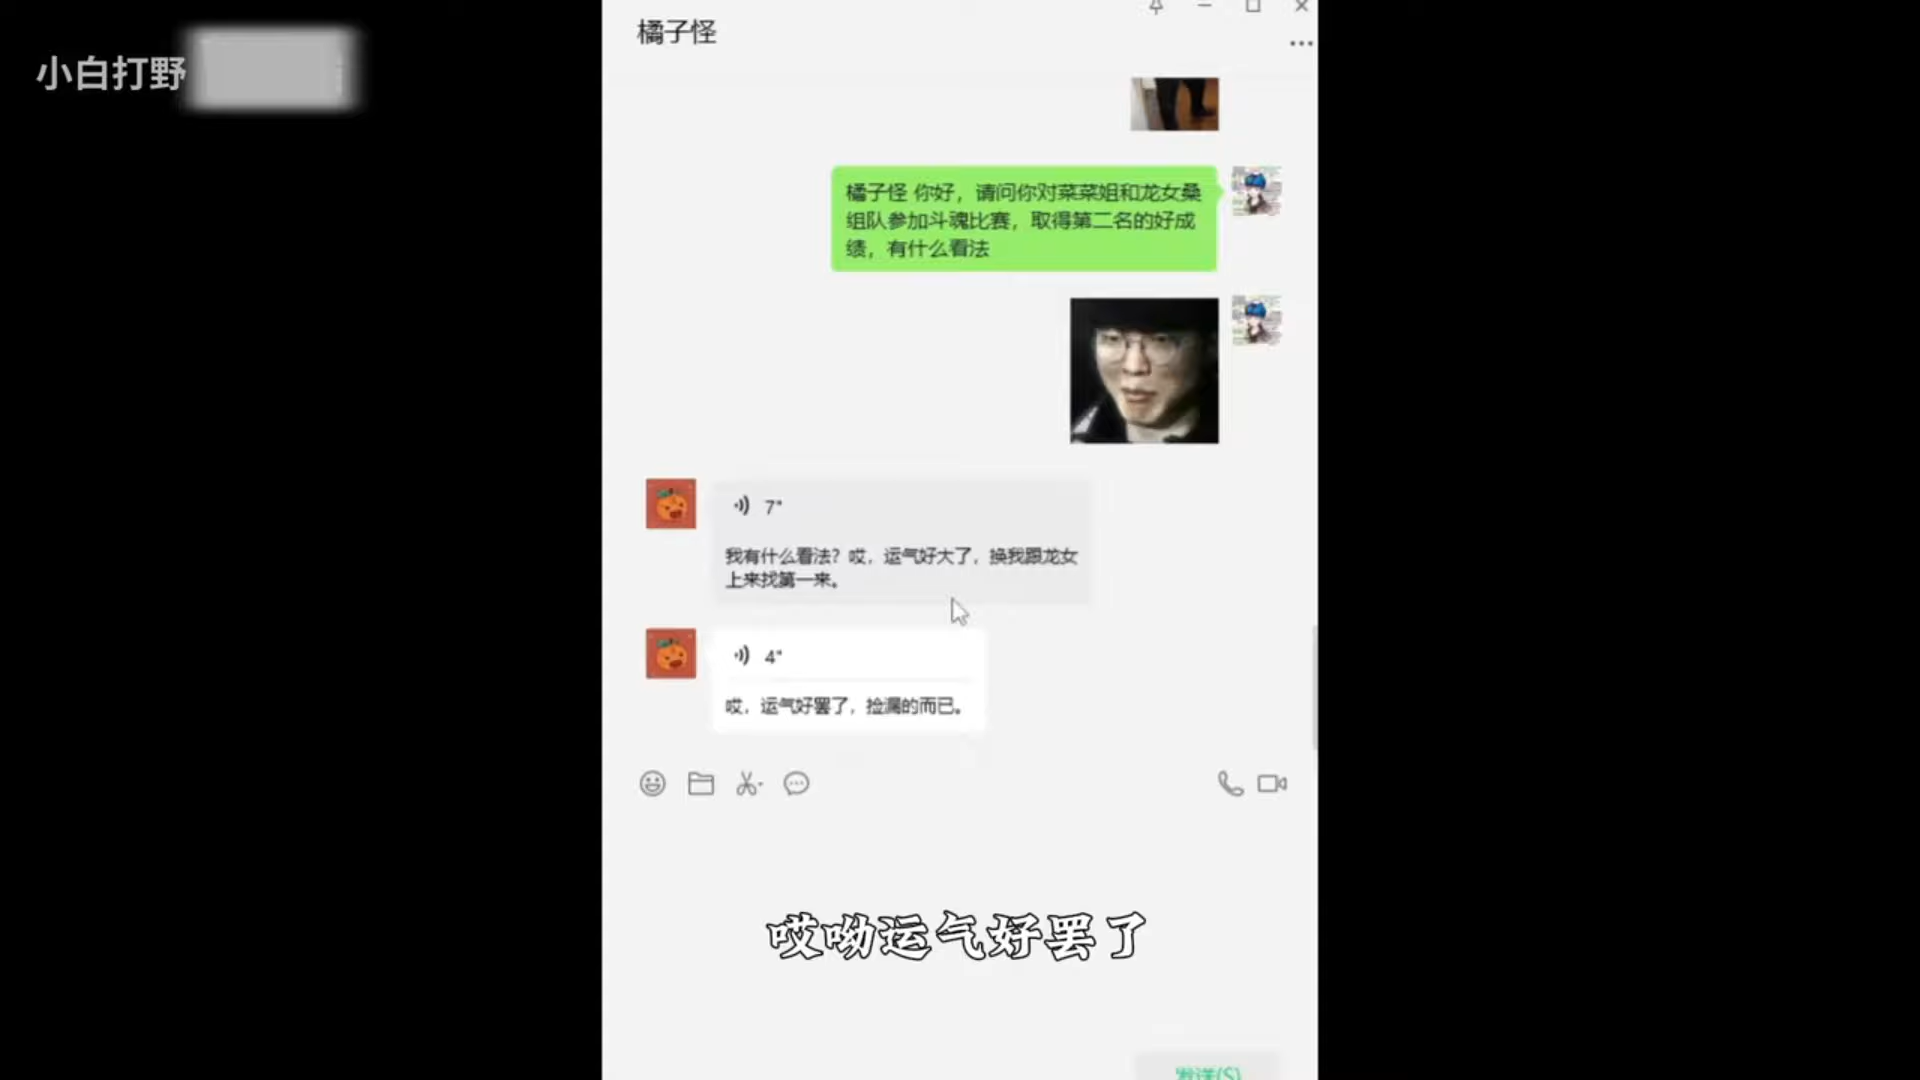 橘子怪
小白打野
橘子怪 你好，请问你对菜菜姐和龙女桑
组队参加斗魂比赛，取得第二名的好成
绩，有什么看法
7"
我有什么看法？哎，运气好大了，换我跟龙女
上来找第一来。
4"
哎，运气好罢了，捡漏的而已。
哎呦运气好罢了
发送(S)